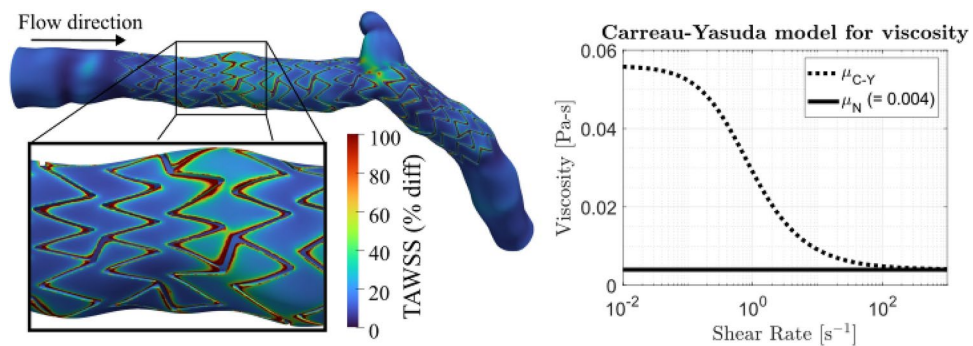 Flow direction
100
80
60
40
20
0
TAWSS (% diff)
Carreau-Yasuda model for viscosity
0.06
0.04
0.02
0
Viscosity [Pa-s]
μC-Y
μN (= 0.004)
10⁻² 10⁰ 10²
Shear Rate [s⁻¹]